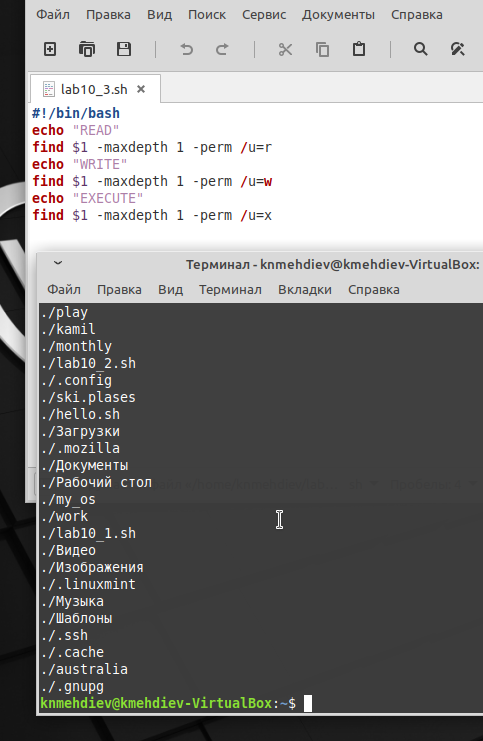 Файл Правка Вид Поиск Сервис Документы Справка
lab10_3.sh ×
#!/bin/bash
echo "READ"
find $1 -maxdepth 1 -perm /u=r
echo "WRITE"
find $1 -maxdepth 1 -perm /u=w
echo "EXECUTE"
find $1 -maxdepth 1 -perm /u=x
Терминал - knmehdiev@kmehdiev-VirtualBox:
Файл Правка Вид Терминал Вкладки Справка
./play
./kamil
./monthly
./lab10_2.sh
./.config
./ski.plases
./hello.sh
./Загрузки
./.mozilla
./Документы
./Рабочий стол
./my_os
./work
./lab10_1.sh
./Видео
./Изображения
./.linuxmint
./Музыка
./Шаблоны
./.ssh
./.cache
./australia
./.gnupg
knmehdiev@kmehdiev-VirtualBox:~$